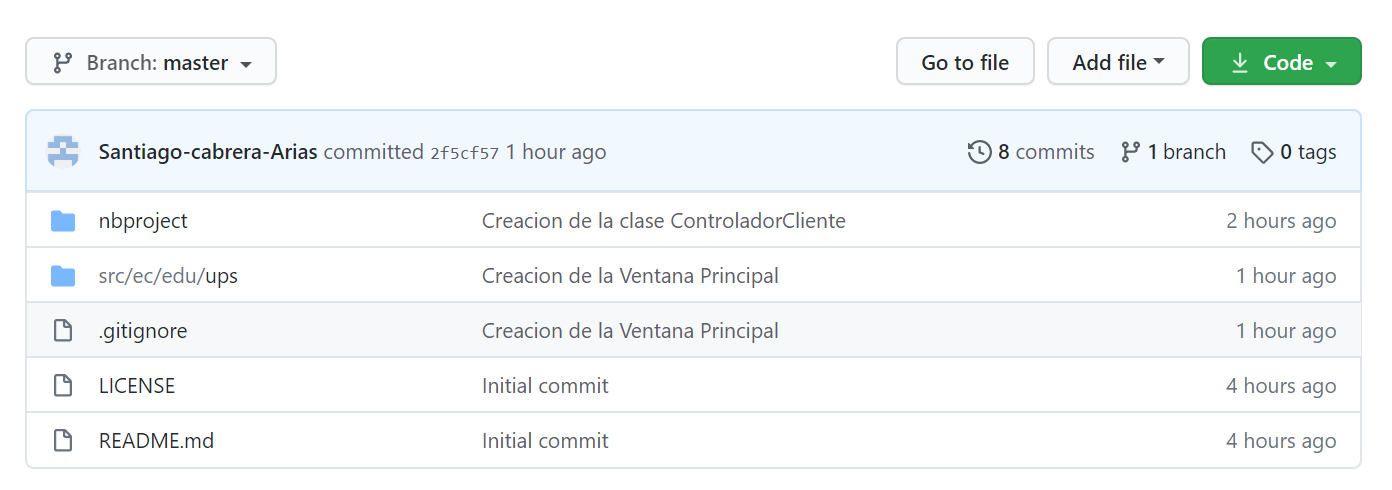 Branch: master Go to file Add file Code
Santiago-cabrera-Arias committed 2f5cf57 1 hour ago 8 commits 1 branch 0 tags
nbproject Creacion de la clase ControladorCliente 2 hours ago
src/ec/edu/ups Creacion de la Ventana Principal 1 hour ago
.gitignore Creacion de la Ventana Principal 1 hour ago
LICENSE Initial commit 4 hours ago
README.md Initial commit 4 hours ago